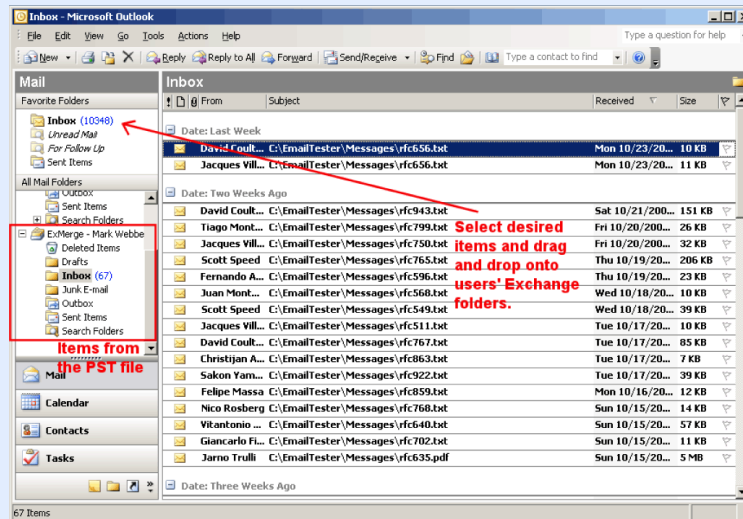 Inbox - Microsoft Outlook
File Edit View Go Tools Actions Help Type a question for help
New Reply Reply to All Forward Send/Receive Find Type a contact to find
Mail
Inbox
Favorite Folders
From Subject Received Size
Inbox (10348)
Unread Mail
For Follow Up
Sent Items
All Mail Folders
Outbox
Sent Items
Search Folders
ExMerge - Mark Webbe
Deleted Items
Drafts
Inbox (67)
Junk E-mail
Outbox
Sent Items
Search Folders
Items from
the PST file
Mail
Calendar
Contacts
Tasks
Date: Last Week
David Coult... C:\EmailTester\Messages\rfc656.txt Mon 10/23/20... 10 KB
Jacques Vill... C:\EmailTester\Messages\rfc656.txt Mon 10/23/20... 11 KB
Date: Two Weeks Ago
David Coult... C:\EmailTester\Messages\rfc943.txt Sat 10/21/200... 151 KB
Tiago Mont... C:\EmailTester\Messages\rfc799.txt Fri 10/20/200... 26 KB
Jacques Vill... C:\EmailTester\Messages\rfc750.txt Fri 10/20/200... 32 KB
Scott Speed C:\EmailTester\Messages\rfc765.txt Thu 10/19/20... 206 KB
Fernando A... C:\EmailTester\Messages\rfc596.txt Thu 10/19/20... 23 KB
Juan Mont... C:\EmailTester\Messages\rfc568.txt Wed 10/18/20... 10 KB
Scott Speed C:\EmailTester\Messages\rfc549.txt Wed 10/18/20... 39 KB
Jacques Vill... C:\EmailTester\Messages\rfc511.txt Tue 10/17/20... 10 KB
David Coult... C:\EmailTester\Messages\rfc767.txt Tue 10/17/20... 85 KB
Christijan A... C:\EmailTester\Messages\rfc863.txt Tue 10/17/20... 7 KB
Sakon Yam... C:\EmailTester\Messages\rfc922.txt Tue 10/17/20... 39 KB
Felipe Massa C:\EmailTester\Messages\rfc859.txt Mon 10/16/20... 12 KB
Nico Rosberg C:\EmailTester\Messages\rfc768.txt Sun 10/15/20... 14 KB
Vitantonio ... C:\EmailTester\Messages\rfc640.txt Sun 10/15/20... 57 KB
Giancarlo Fi... C:\EmailTester\Messages\rfc702.txt Sun 10/15/20... 11 KB
Jarno Trulli C:\EmailTester\Messages\rfc635.pdf Sun 10/15/20... 5 MB
Date: Three Weeks Ago
Select desired
items and drag
and drop onto
users' Exchange
folders.
67 Items